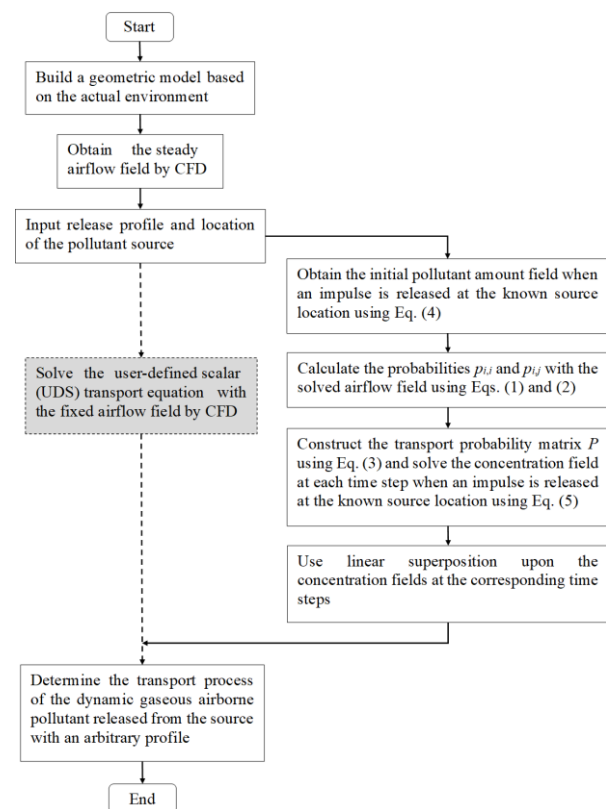 Start
Build a geometric model based
on the actual environment
Obtain the steady
airflow field by CFD
Input release profile and location
of the pollutant source
Obtain the initial pollutant amount field when
an impulse is released at the known source
location using Eq. (4)
Solve the user-defined scalar
(UDS) transport equation with
the fixed airflow field by CFD
Calculate the probabilities pi,i and pi,j with the
solved airflow field using Eqs. (1) and (2)
Construct the transport probability matrix P
using Eq. (3) and solve the concentration field
at each time step when an impulse is released
at the known source location using Eq. (5)
Use linear superposition upon the
concentration fields at the corresponding time
steps
Determine the transport process
of the dynamic gaseous airborne
pollutant released from the source
with an arbitrary profile
End